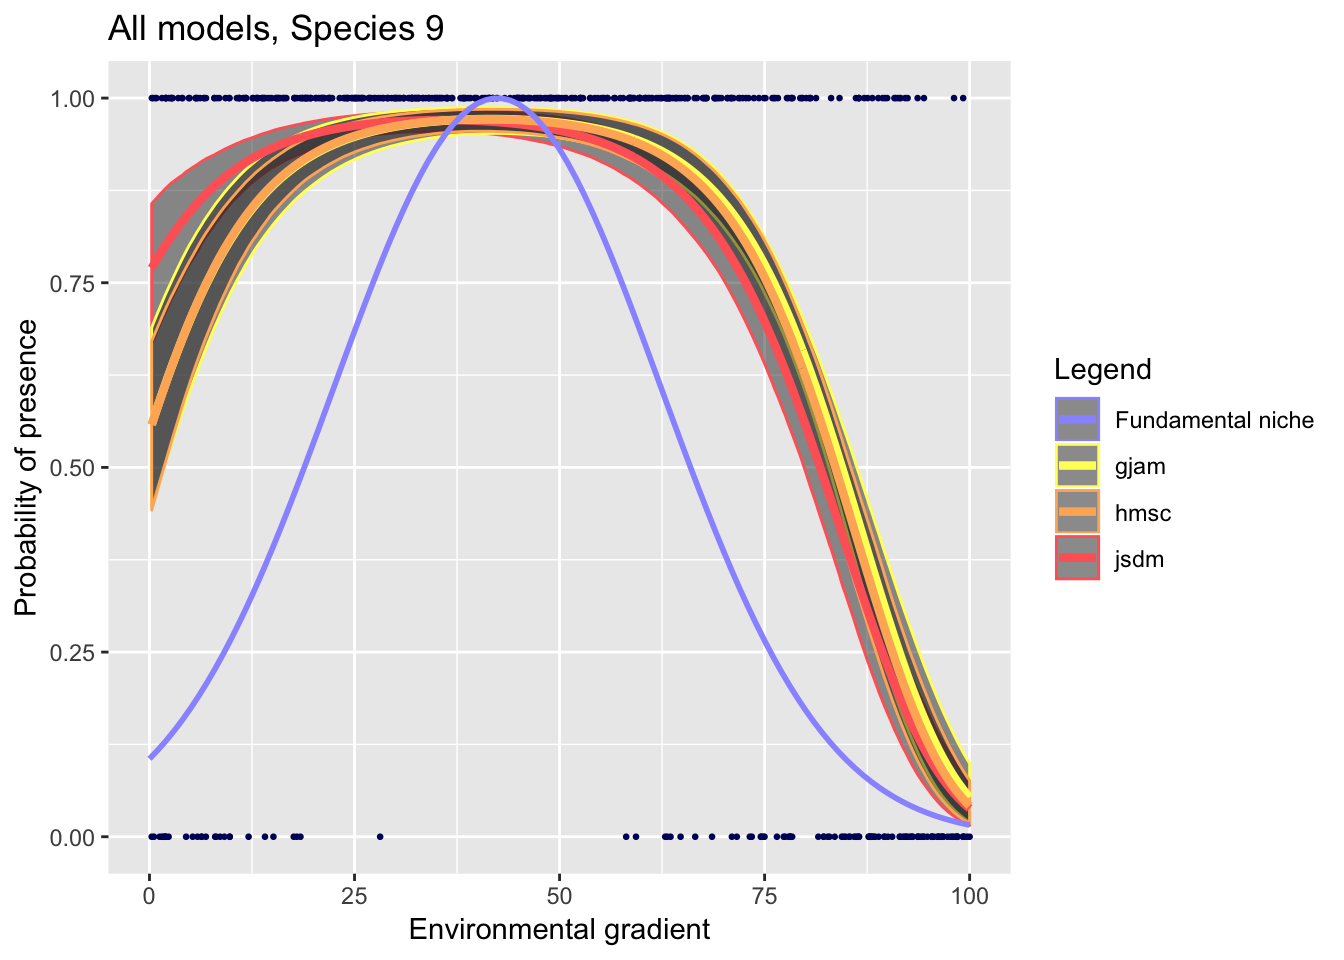 All models, Species 9
1.00
0.75
0.50
0.25
0.00
Probability of presence
0 25 50 75 100
Environmental gradient
Legend
Fundamental niche
gjam
hmsc
jsdm